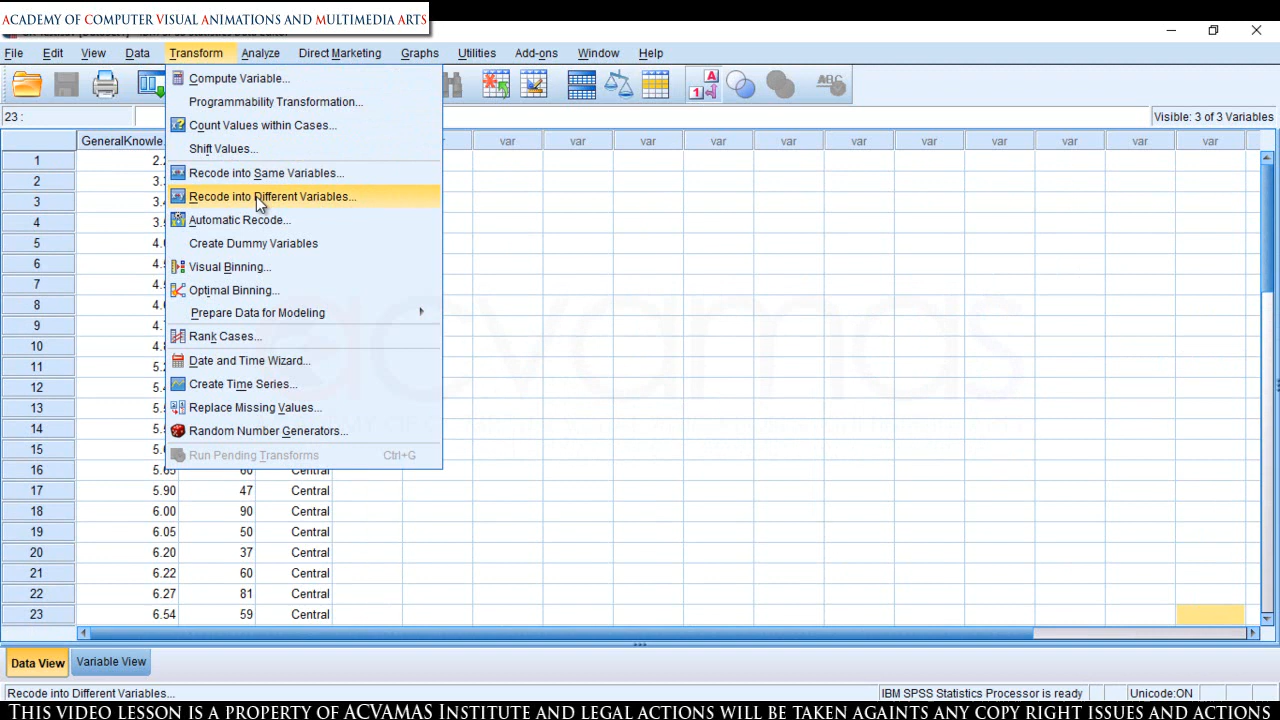 ACADEMY OF COMPUTER VISUAL ANIMATIONS AND MULTIMEDIA ARTS
File Edit View Data Transform Analyze Direct Marketing Graphs Utilities Add-ons Window Help
23 :
Visible: 3 of 3 Variables
GeneralKnowle. var var var var var var var var var var
Compute Variable...
Programmability Transformation...
Count Values within Cases...
Shift Values...
Recode into Same Variables...
Recode into Different Variables...
Automatic Recode...
Create Dummy Variables
Visual Binning...
Optimal Binning...
Prepare Data for Modeling
Rank Cases...
Date and Time Wizard...
Create Time Series...
Replace Missing Values...
Random Number Generators...
Run Pending Transforms Ctrl+G
1
2
3
4
5
6
7
8
9
10
11
12
13
14
15
16 5.65 60 Central
17 5.90 47 Central
18 6.00 90 Central
19 6.05 50 Central
20 6.20 37 Central
21 6.22 60 Central
22 6.27 81 Central
23 6.54 59 Central
acvamas
Data View Variable View
Recode into Different Variables...
IBM SPSS Statistics Processor is ready Unicode:ON
THIS VIDEO LESSON IS A PROPERTY OF ACVAMAS INSTITUTE AND LEGAL ACTIONS WILL BE TAKEN AGAINTS ANY COPY RIGHT ISSUES AND ACTIONS